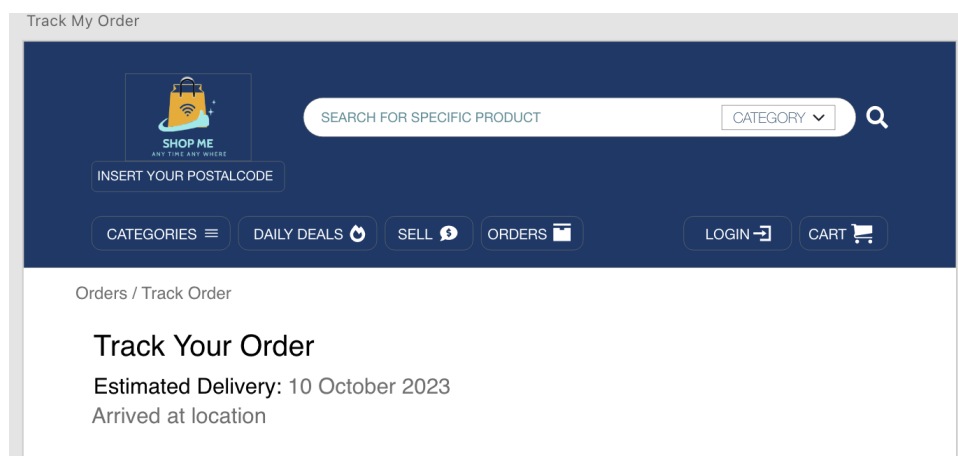 Track My Order
SEARCH FOR SPECIFIC PRODUCT
CATEGORY
SHOP ME
ANY TIME ANY WHERE
INSERT YOUR POSTALCODE
CATEGORIES
DAILY DEALS
SELL
$
ORDERS
LOGIN
CART
Orders / Track Order
Track Your Order
Estimated Delivery: 10 October 2023
Arrived at location